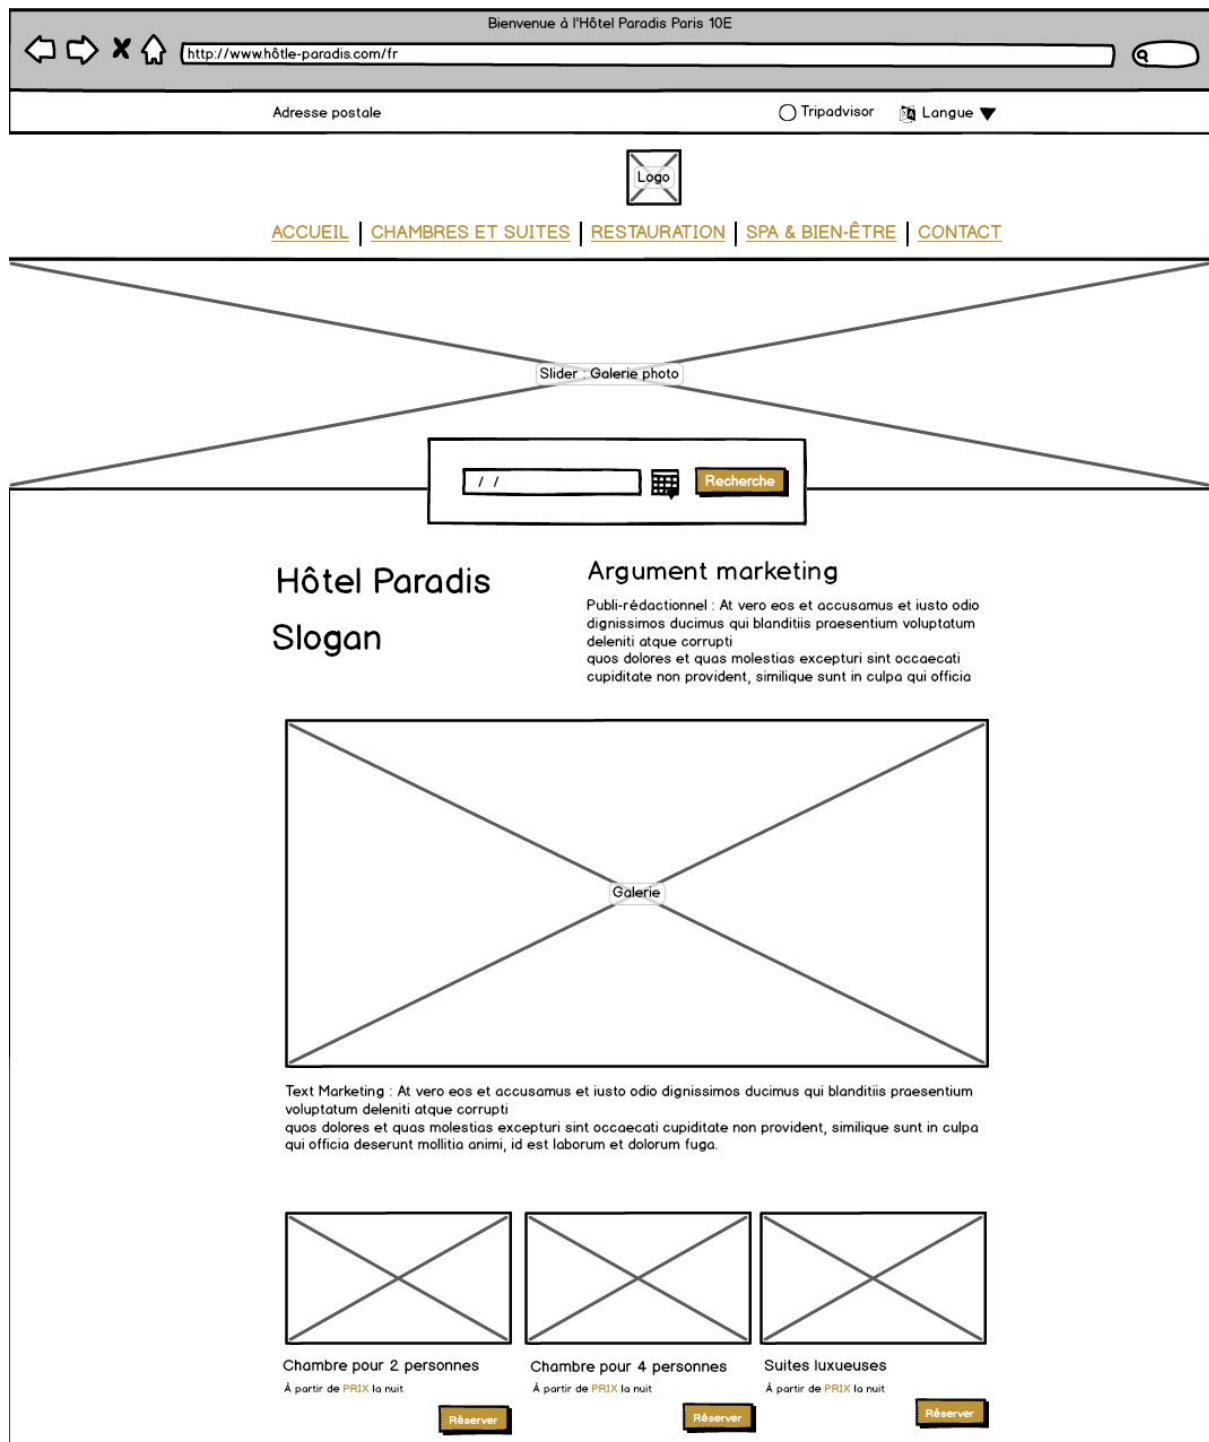 Bienvenue à l'Hôtel Paradis Paris 10E
http://www.hôtle-paradis.com/fr
Adresse postale
Tripadvisor
Langue
Logo
ACCUEIL | CHAMBRES ET SUITES | RESTAURATION | SPA & BIEN-ÊTRE | CONTACT
Slider : Galerie photo
/ /
Recherche
Hôtel Paradis
Slogan
Argument marketing
Publi-rédactionnel : At vero eos et accusamus et iusto odio
dignissimos ducimus qui blanditiis praesentium voluptatum
deleniti atque corrupti
quos dolores et quas molestias excepturi sint occaecati
cupiditate non provident, similique sunt in culpa qui officia
Galerie
Text Marketing : At vero eos et accusamus et iusto odio dignissimos ducimus qui blanditiis praesentium
voluptatum deleniti atque corrupti
quos dolores et quas molestias excepturi sint occaecati cupiditate non provident, similique sunt in culpa
qui officia deserunt mollitia animi, id est laborum et dolorum fuga.
Chambre pour 2 personnes
À partir de PRIX la nuit
Réserver
Chambre pour 4 personnes
À partir de PRIX la nuit
Réserver
Suites luxueuses
À partir de PRIX la nuit
Réserver